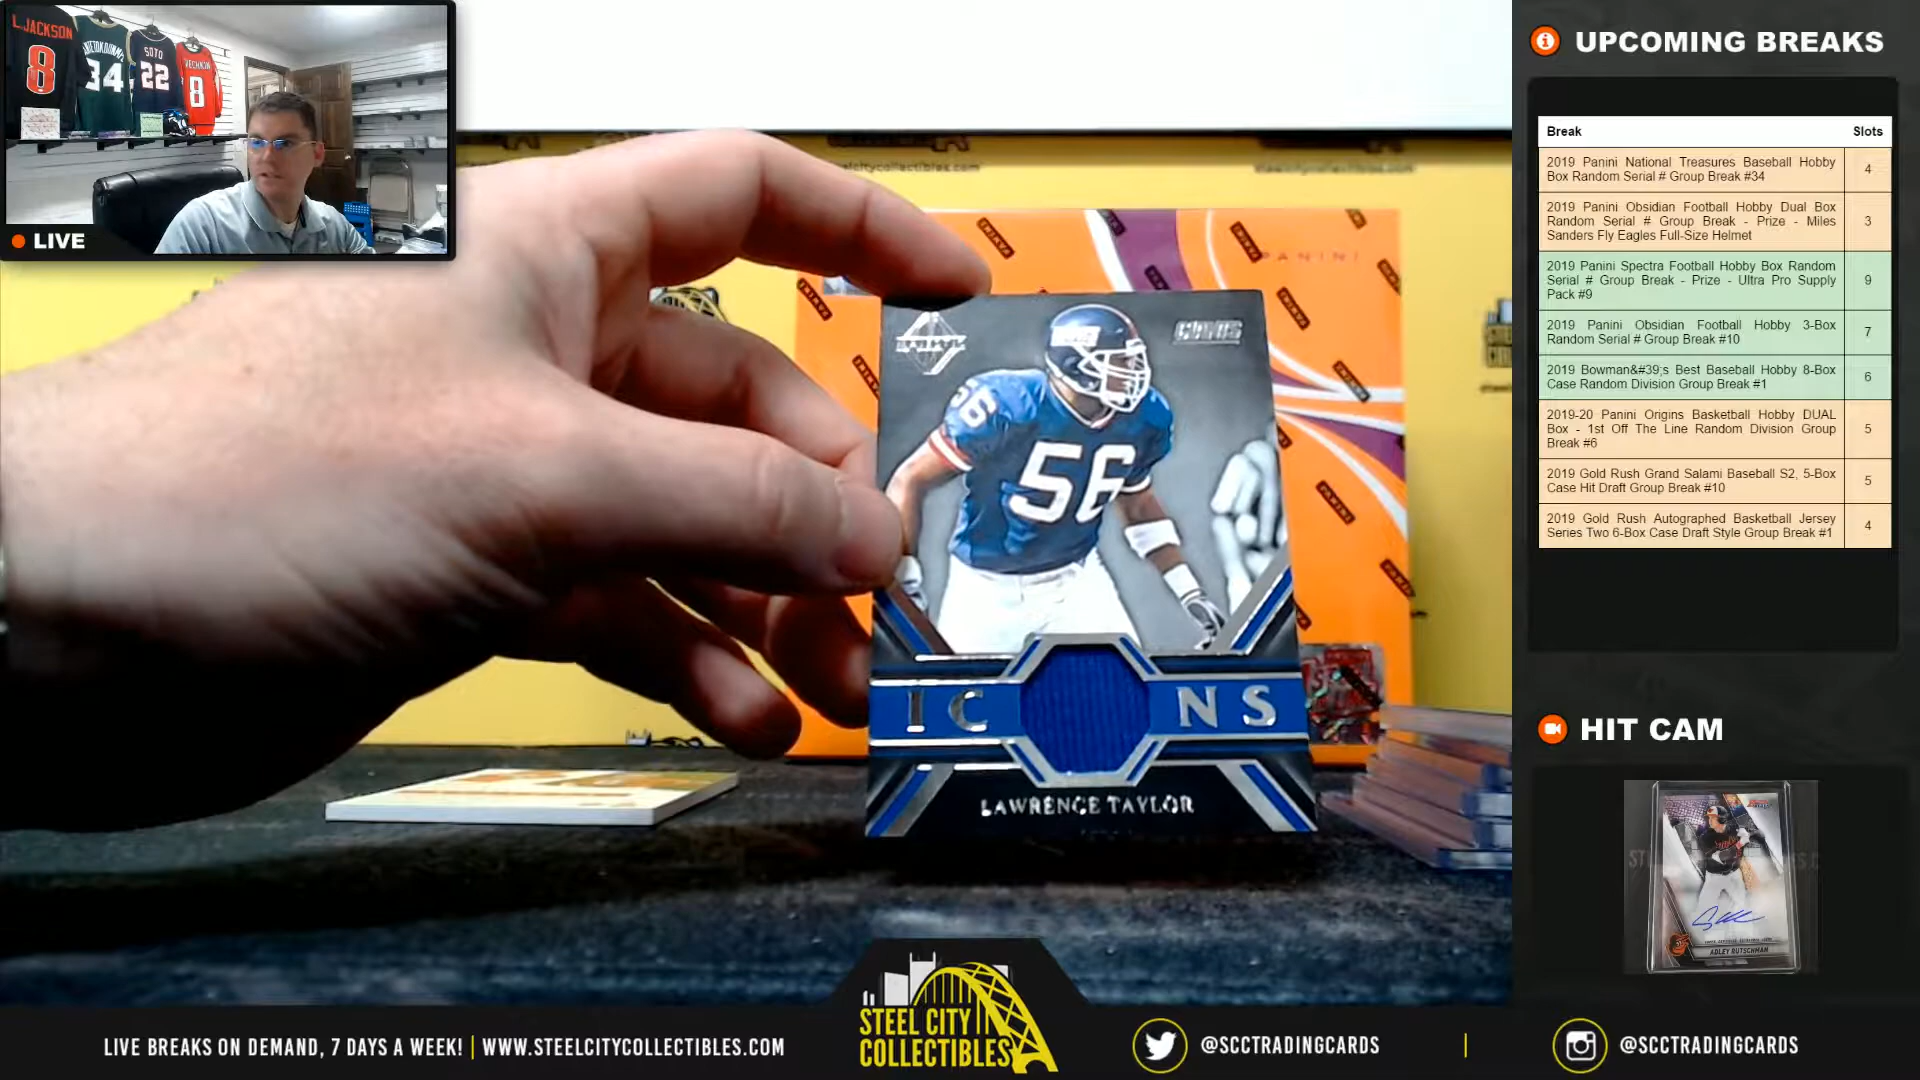 L.JACKSON
8
34
SOTO
22
8
LIVE
PANINI
GIANTS
56
56
IC NS
LAWRENCE TAYLOR
UPCOMING BREAKS
Break Slots
2019 Panini National Treasures Baseball Hobby
Box Random Serial # Group Break #34
4
2019 Panini Obsidian Football Hobby Dual Box
Random Serial # Group Break - Prize - Miles
Sanders Fly Eagles Full-Size Helmet
3
2019 Panini Spectra Football Hobby Box Random
Serial # Group Break - Prize - Ultra Pro Supply
Pack #9
9
2019 Panini Obsidian Football Hobby 3-Box
Random Serial # Group Break #10
7
2019 Bowman&#39;s Best Baseball Hobby 8-Box
Case Random Division Group Break #1
6
2019-20 Panini Origins Basketball Hobby DUAL
Box - 1st Off The Line Random Division Group
Break #6
5
2019 Gold Rush Grand Salami Baseball S2, 5-Box
Case Hit Draft Group Break #10
5
2019 Gold Rush Autographed Basketball Jersey
Series Two 6-Box Case Draft Style Group Break #1
4
HIT CAM
ADLEY RUTSCHMAN
LIVE BREAKS ON DEMAND, 7 DAYS A WEEK! | WWW.STEELCITYCOLLECTIBLES.COM
STEEL CITY
COLLECTIBLES
@SCCTRADINGCARDS
@SCCTRADINGCARDS